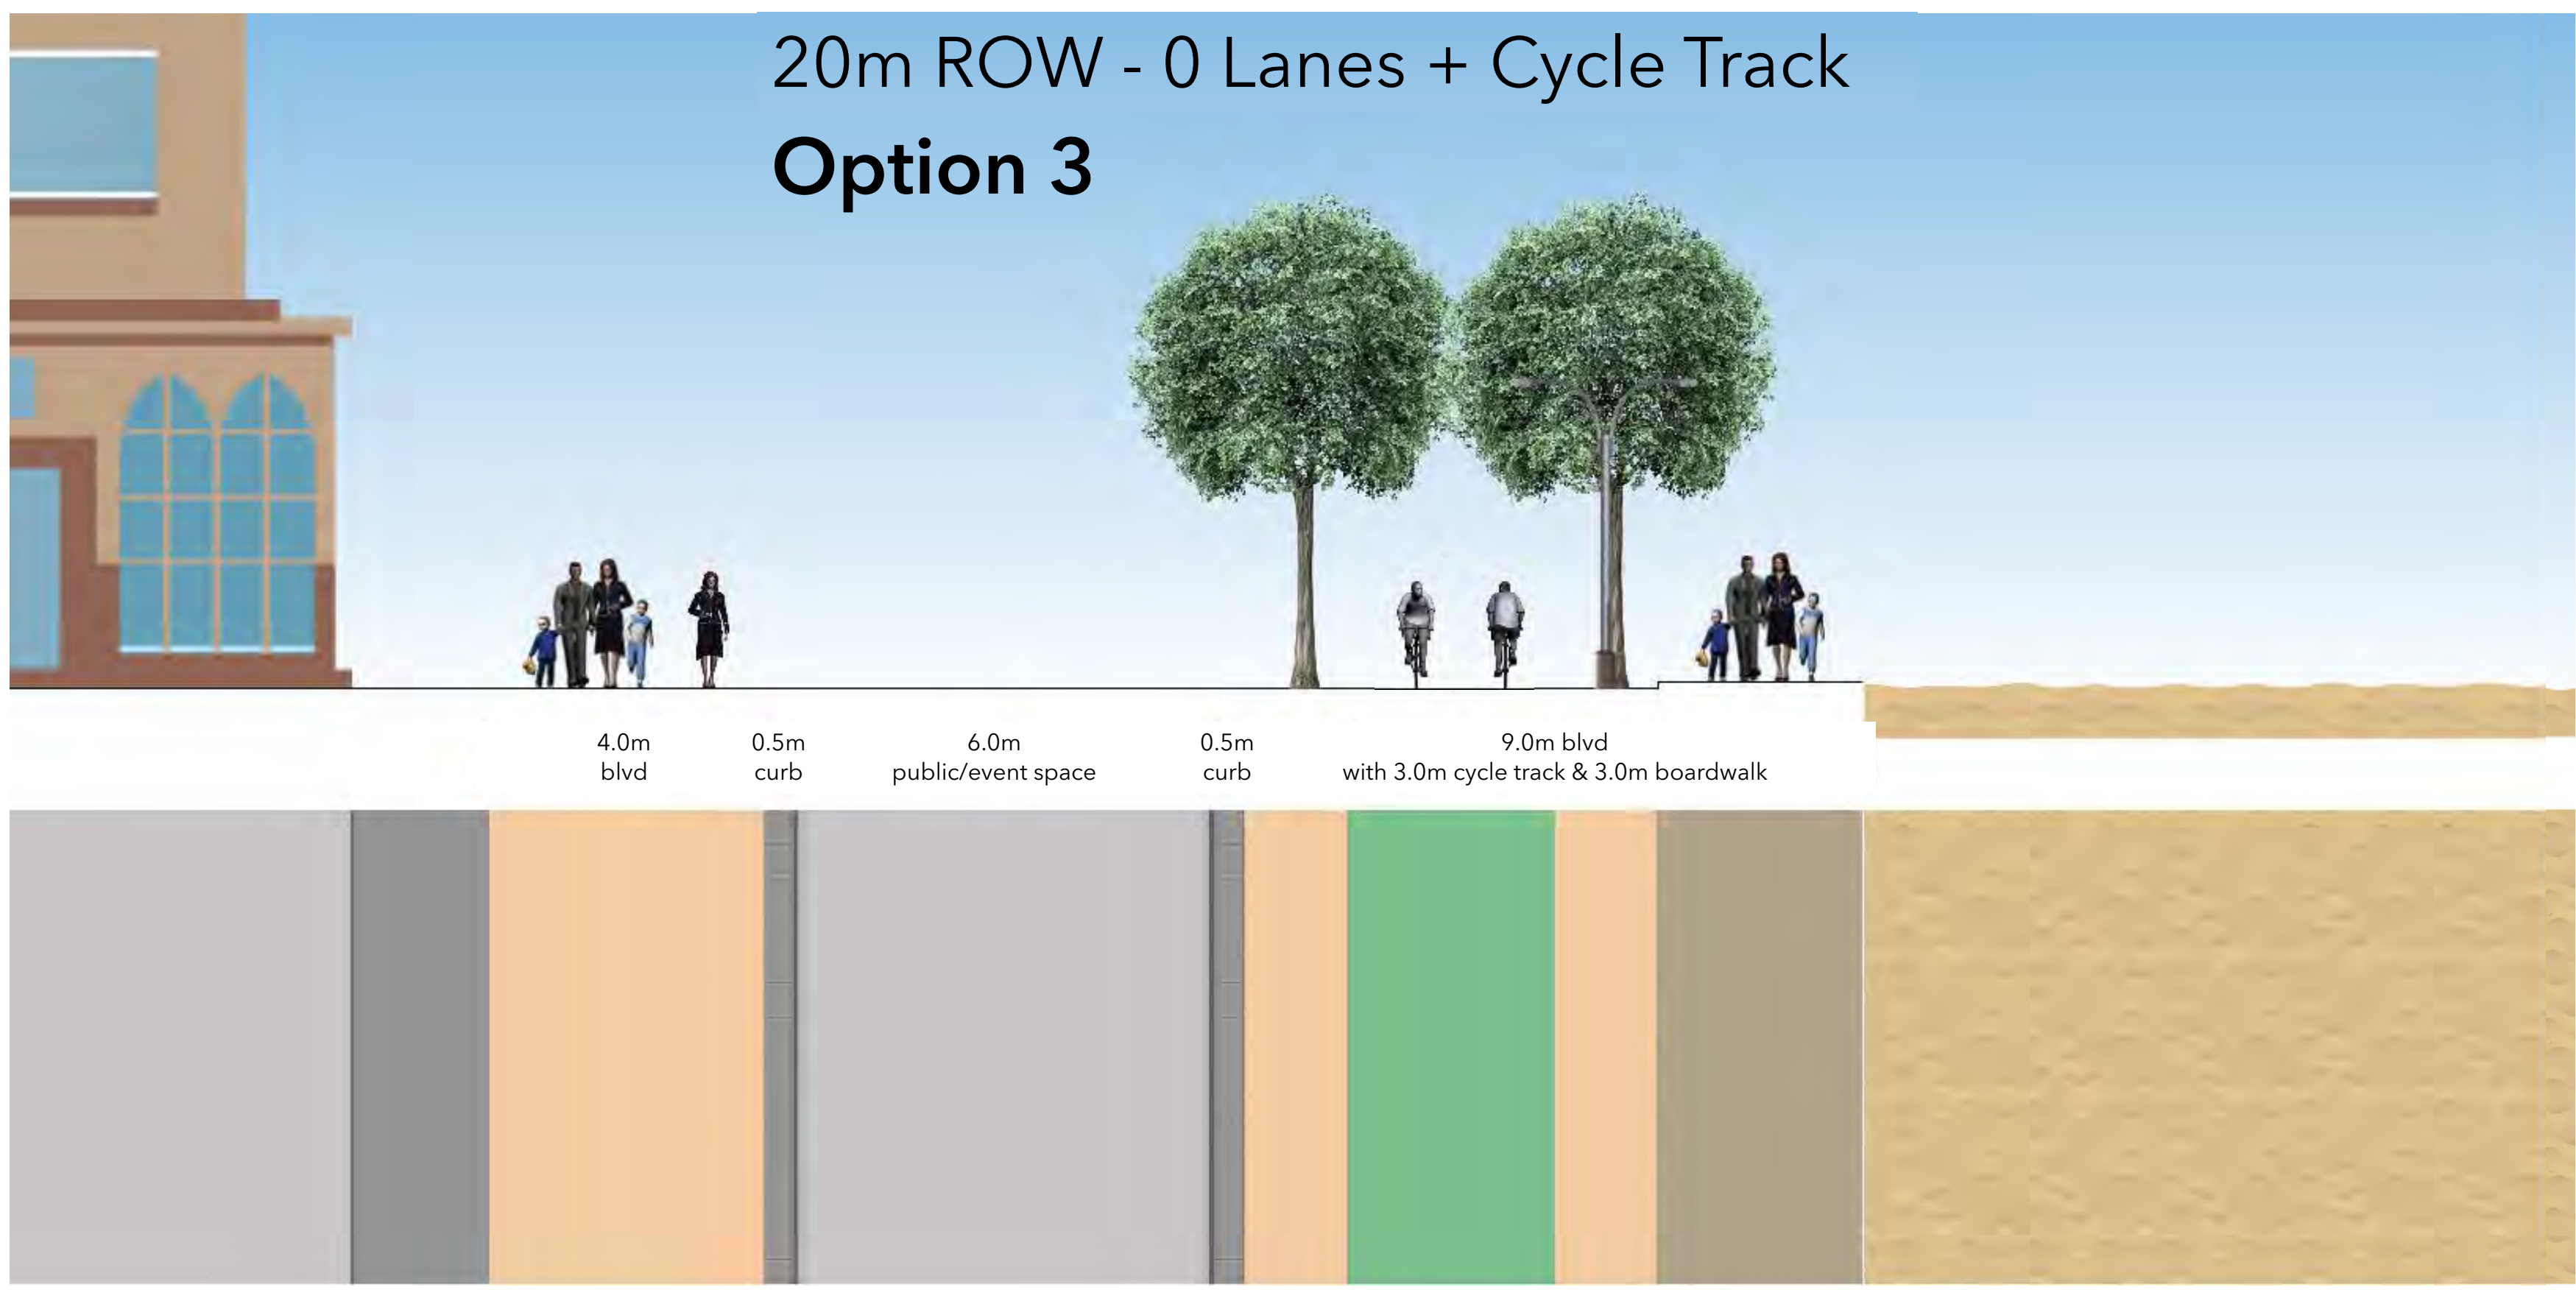 20m ROW - 0 Lanes + Cycle Track
Option 3
4.0m
blvd
0.5m
curb
6.0m
public/event space
0.5m
curb
9.0m blvd
with 3.0m cycle track & 3.0m boardwalk